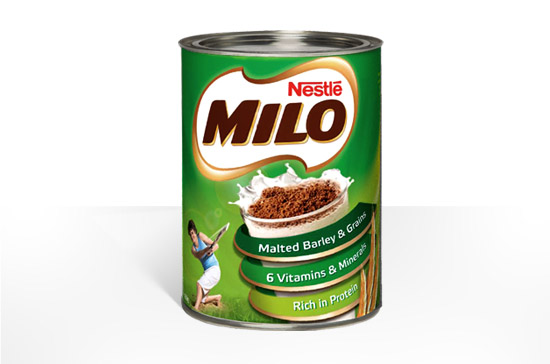 Nestlé
MILO
Malted Barley & Grains
6 Vitamins & Minerals
Rich in Protein